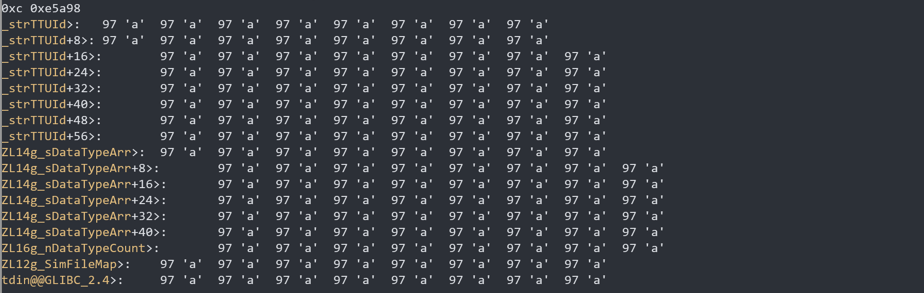 0xc 0xe5a98
_strTTUId>: 97 'a' 97 'a' 97 'a' 97 'a' 97 'a' 97 'a' 97 'a' 97 'a'
_strTTUId+8>: 97 'a' 97 'a' 97 'a' 97 'a' 97 'a' 97 'a' 97 'a' 97 'a'
_strTTUId+16>: 97 'a' 97 'a' 97 'a' 97 'a' 97 'a' 97 'a' 97 'a' 97 'a'
_strTTUId+24>: 97 'a' 97 'a' 97 'a' 97 'a' 97 'a' 97 'a' 97 'a' 97 'a'
_strTTUId+32>: 97 'a' 97 'a' 97 'a' 97 'a' 97 'a' 97 'a' 97 'a' 97 'a'
_strTTUId+40>: 97 'a' 97 'a' 97 'a' 97 'a' 97 'a' 97 'a' 97 'a' 97 'a'
_strTTUId+48>: 97 'a' 97 'a' 97 'a' 97 'a' 97 'a' 97 'a' 97 'a' 97 'a'
_strTTUId+56>: 97 'a' 97 'a' 97 'a' 97 'a' 97 'a' 97 'a' 97 'a' 97 'a'
ZL14g_sDataTypeArr>: 97 'a' 97 'a' 97 'a' 97 'a' 97 'a' 97 'a' 97 'a' 97 'a'
ZL14g_sDataTypeArr+8>: 97 'a' 97 'a' 97 'a' 97 'a' 97 'a' 97 'a' 97 'a' 97 'a'
ZL14g_sDataTypeArr+16>: 97 'a' 97 'a' 97 'a' 97 'a' 97 'a' 97 'a' 97 'a' 97 'a'
ZL14g_sDataTypeArr+24>: 97 'a' 97 'a' 97 'a' 97 'a' 97 'a' 97 'a' 97 'a' 97 'a'
ZL14g_sDataTypeArr+32>: 97 'a' 97 'a' 97 'a' 97 'a' 97 'a' 97 'a' 97 'a' 97 'a'
ZL14g_sDataTypeArr+40>: 97 'a' 97 'a' 97 'a' 97 'a' 97 'a' 97 'a' 97 'a' 97 'a'
ZL16g_nDataTypeCount>: 97 'a' 97 'a' 97 'a' 97 'a' 97 'a' 97 'a' 97 'a' 97 'a'
ZL12g_SimFileMap>: 97 'a' 97 'a' 97 'a' 97 'a' 97 'a' 97 'a' 97 'a' 97 'a'
tdin@@GLIBC_2.4>: 97 'a' 97 'a' 97 'a' 97 'a' 97 'a' 97 'a' 97 'a' 97 'a'